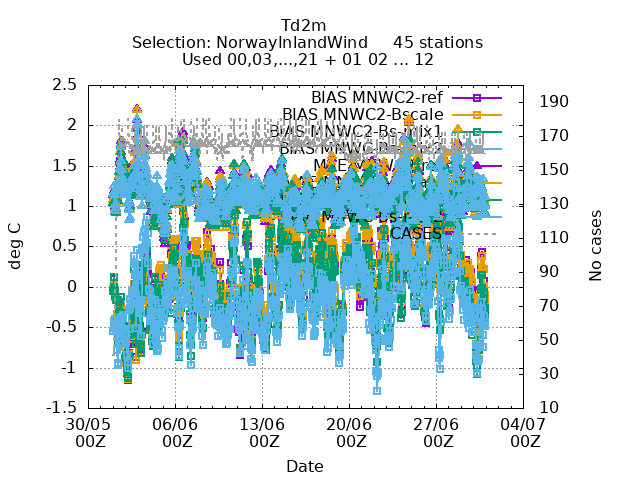 Td2m
Selection: NorwayInlandWind 45 stations
Used 00,03,...,21 + 01 02 ... 12
2.5
2
1.5
1
0.5
0
-0.5
-1
-1.5
deg C
190
170
150
130
110
90
70
50
30
10
No cases
BIAS MNWC2-ref
BIAS MNWC2-Bscale
BIAS MNWC2-Bs-mix1
CASES
30/05 06/06 13/06 20/06 27/06 04/07
00Z 00Z 00Z 00Z 00Z 00Z
Date